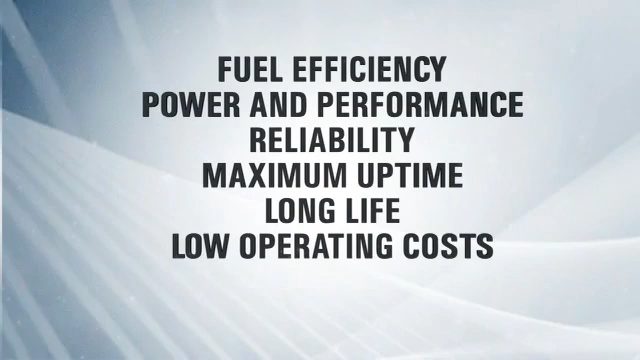 FUEL EFFICIENCY
POWER AND PERFORMANCE
RELIABILITY
MAXIMUM UPTIME
LONG LIFE
LOW OPERATING COSTS